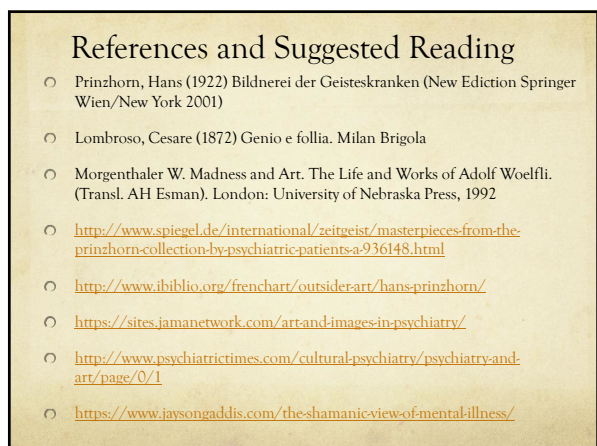 References and Suggested Reading
Prinzhorn, Hans (1922) Bildnerei der Geisteskranken (New Ediction Springer
Wien/New York 2001)
Lombroso, Cesare (1872) Genio e follia. Milan Brigola
Morgenthaler W. Madness and Art. The Life and Works of Adolf Woelfli.
(Transl. AH Esman). London: University of Nebraska Press, 1992
http://www.spiegel.de/international/zeitgeist/masterpieces-from-the-
prinzhorn-collection-by-psychiatric-patients-a-936148.html
http://www.ibiblio.org/frenchart/outsider-art/hans-prinzhorn/
https://sites.jamanetwork.com/art-and-images-in-psychiatry/
http://www.psychiatrictimes.com/cultural-psychiatry/psychiatry-and-
art/page/0/1
https://www.jaysongaddis.com/the-shamanic-view-of-mental-illness/